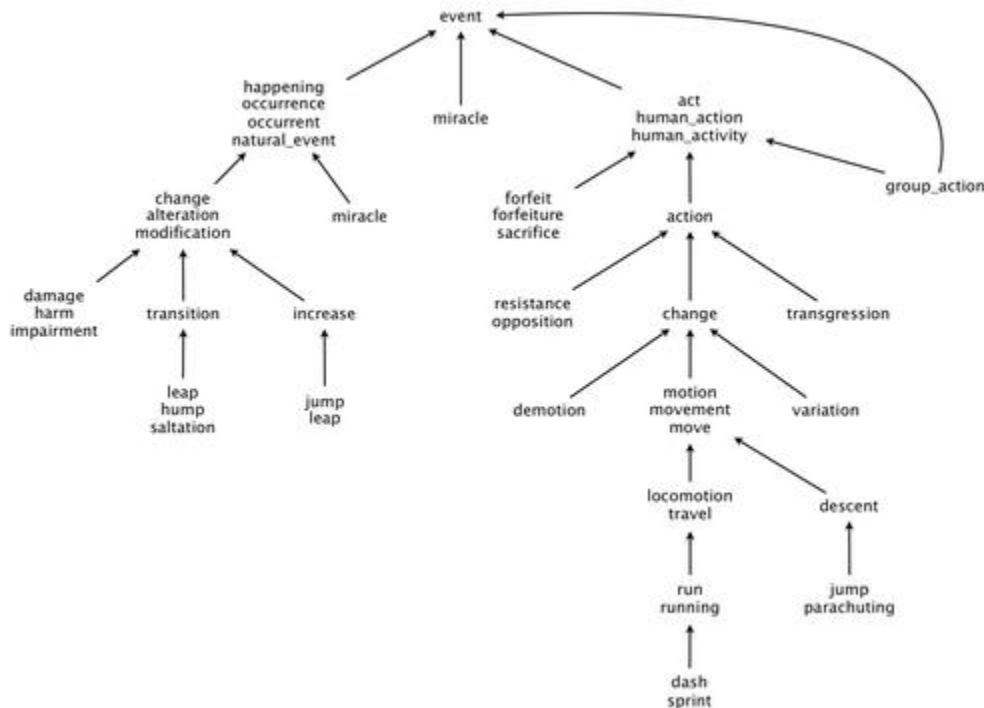 event
happening
occurrence
occurrent
natural_event
miracle
act
human_action
human_activity
group_action
change
alteration
modification
miracle
forfeit
forfeiture
sacrifice
action
damage
harm
impairment
transition
increase
resistance
opposition
change
transgression
leap
hump
saltation
jump
leap
demotion
motion
movement
move
variation
locomotion
travel
descent
run
running
jump
parachuting
dash
sprint